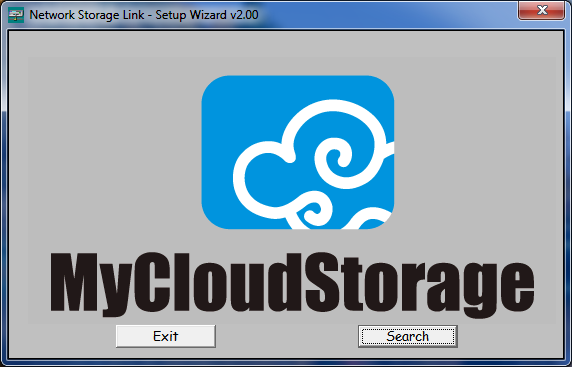 Network Storage Link - Setup Wizard v2.00
MyCloudStorage
Exit Search